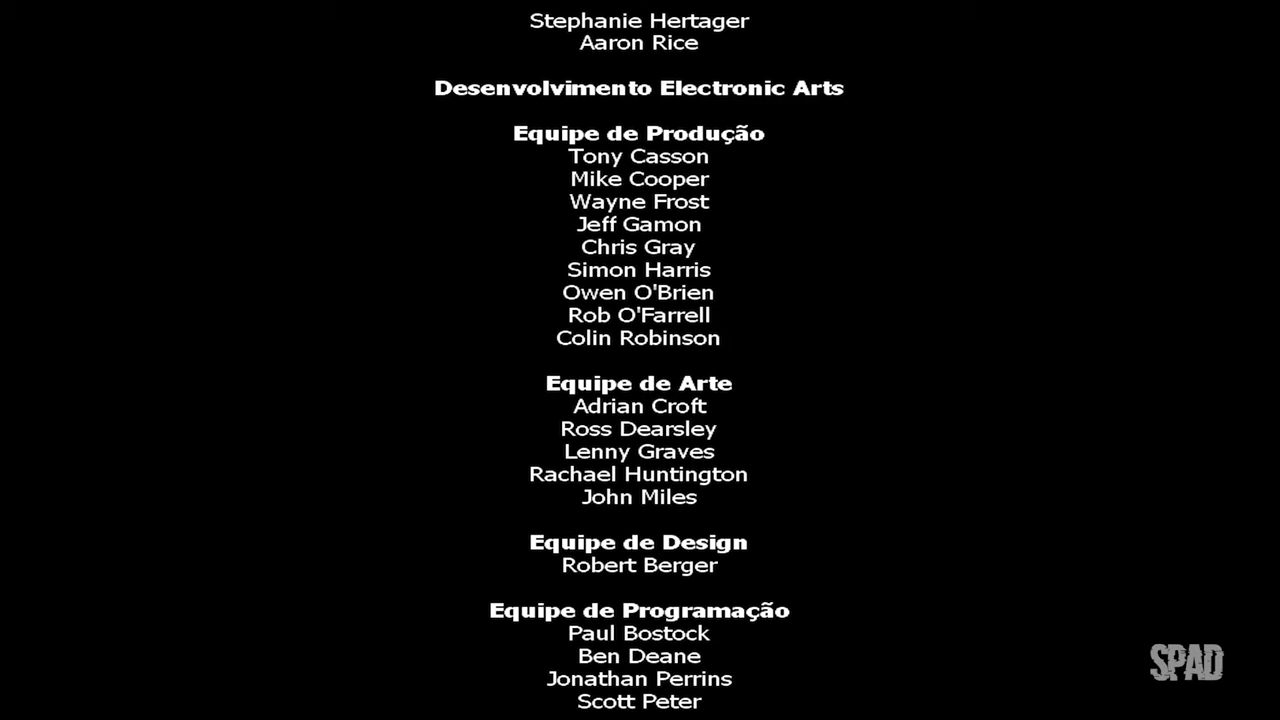 Stephanie Hertager
Aaron Rice
Desenvolvimento Electronic Arts
Equipe de Produção
Tony Casson
Mike Cooper
Wayne Frost
Jeff Gamon
Chris Gray
Simon Harris
Owen O'Brien
Rob O'Farrell
Colin Robinson
Equipe de Arte
Adrian Croft
Ross Dearsley
Lenny Graves
Rachael Huntington
John Miles
Equipe de Design
Robert Berger
Equipe de Programação
Paul Bostock
Ben Deane
Jonathan Perrins
Scott Peter
SPAD